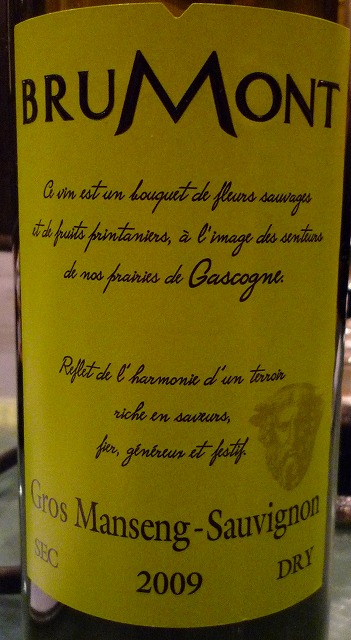 BRUMONT
Ce vin est un bouquet de fleurs sauvages
et de fruits printaniers, à l'image des senteurs
de nos prairies de Gascogne.
Reflet de l'harmonie d'un terroir
riche en saveurs,
fier, généreux et festif.
Gros Manseng-Sauvignon
SEC DRY
2009